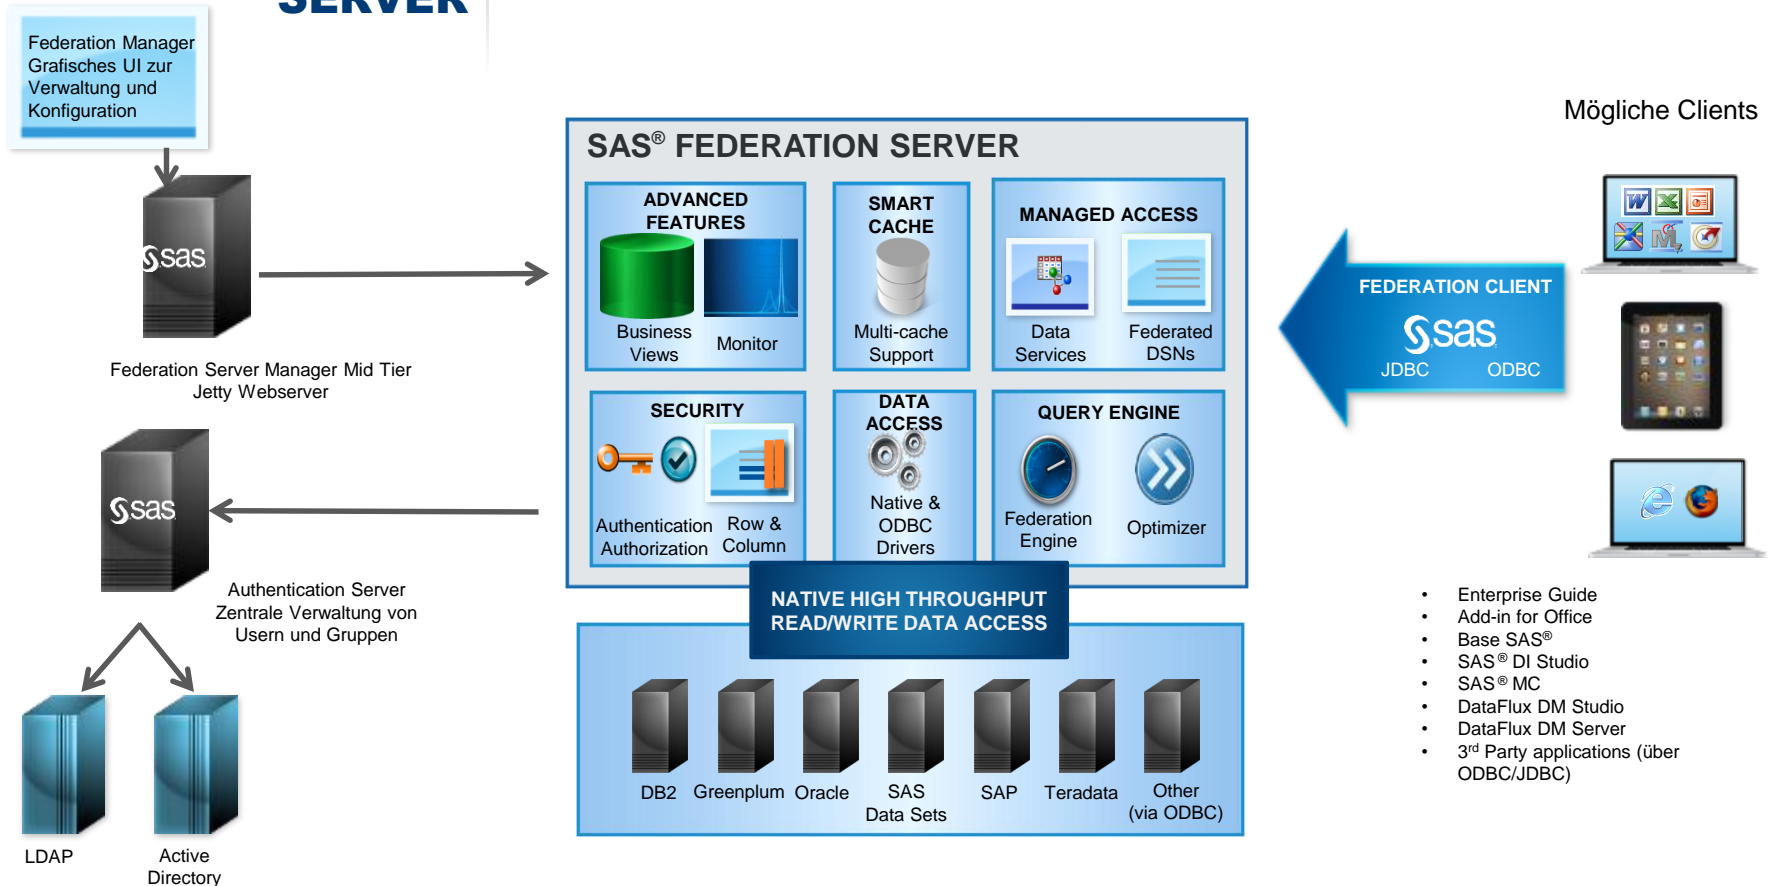 SERVER
Federation Manager
Grafisches UI zur
Verwaltung und
Konfiguration
Ssas
Federation Server Manager Mid Tier
Jetty Webserver
Ssas
Authentication Server
Zentrale Verwaltung von
Usern und Gruppen
LDAP
Active
Directory
SAS® FEDERATION SERVER
ADVANCED
FEATURES
Business
Views
Monitor
SMART
CACHE
Multi-cache
Support
MANAGED ACCESS
Data
Services
Federated
DSNs
SECURITY
Authentication
Authorization
Row &
Column
DATA
ACCESS
Native &
ODBC
Drivers
QUERY ENGINE
Federation
Engine
Optimizer
NATIVE HIGH THROUGHPUT
READ/WRITE DATA ACCESS
DB2
Greenplum
Oracle
SAS
Data Sets
SAP
Teradata
Other
(via ODBC)
FEDERATION CLIENT
Ssas
JDBC ODBC
Mögliche Clients
• Enterprise Guide
• Add-in for Office
• Base SAS®
• SAS® DI Studio
• SAS® MC
• DataFlux DM Studio
• DataFlux DM Server
• 3rd Party applications (über
ODBC/JDBC)